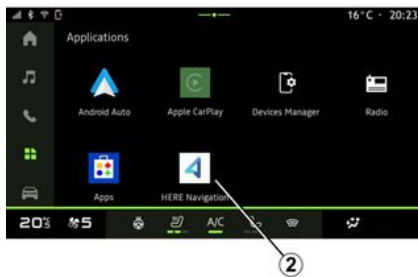 16°C · 20:23
Applications
Android Auto
Apple CarPlay
Devices Manager
Radio
Apps
HERE Navigation
20 5
5
A/C
2